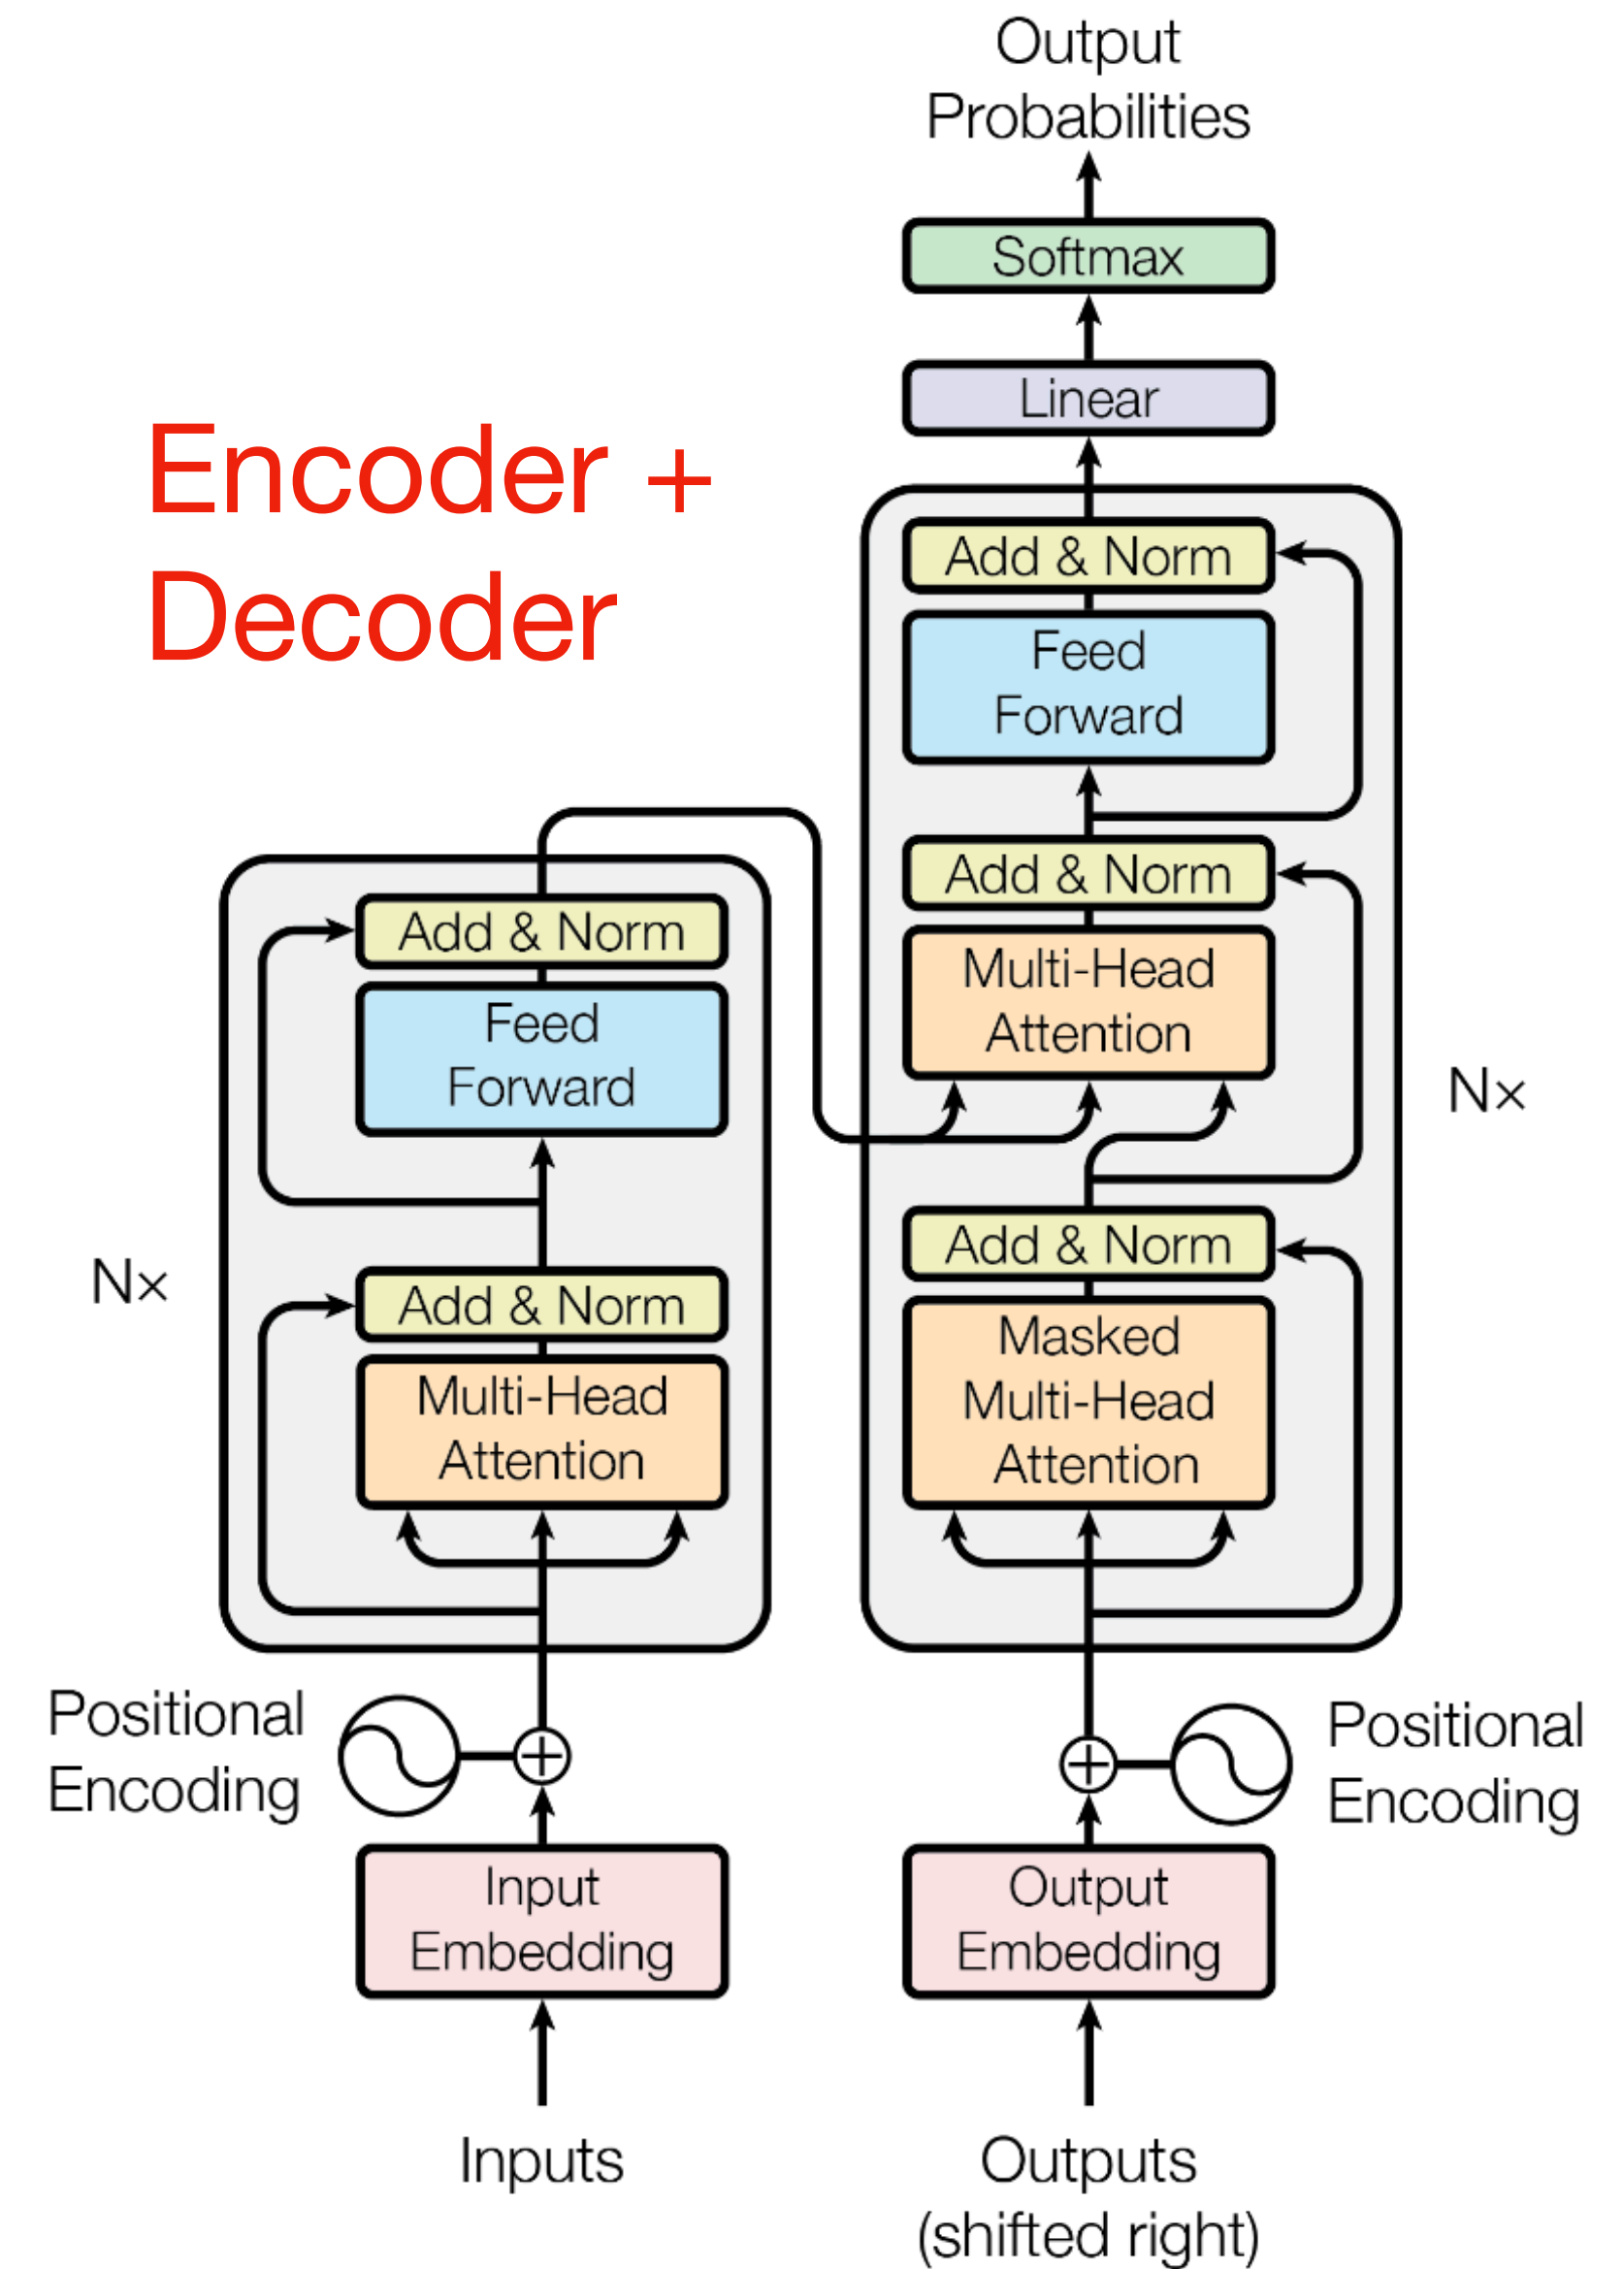 Output
Probabilities
Softmax
Linear
Encoder +
Decoder
Add & Norm
Feed
Forward
Add & Norm
Multi-Head
Attention
N×
Add & Norm
Masked
Multi-Head
Attention
Add & Norm
Feed
Forward
N×
Add & Norm
Multi-Head
Attention
Positional
Encoding
Positional
Encoding
Input
Embedding
Output
Embedding
Inputs
Outputs
(shifted right)